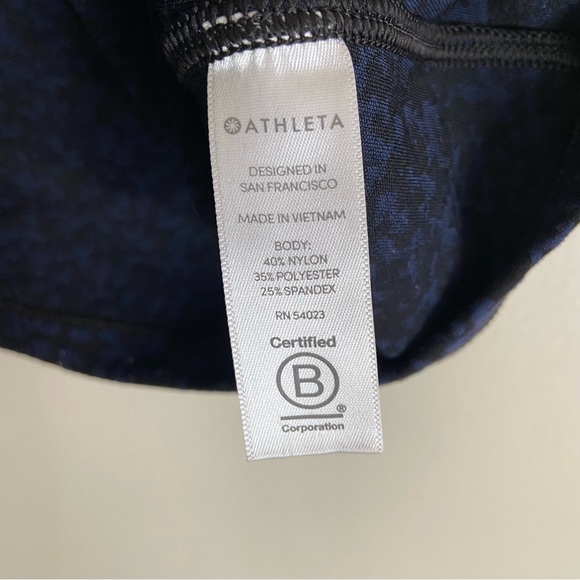 ATHLETA
DESIGNED IN
SAN FRANCISCO
MADE IN VIETNAM
BODY:
40% NYLON
35% POLYESTER
25% SPANDEX
RN 54023
Certified
B
®
Corporation